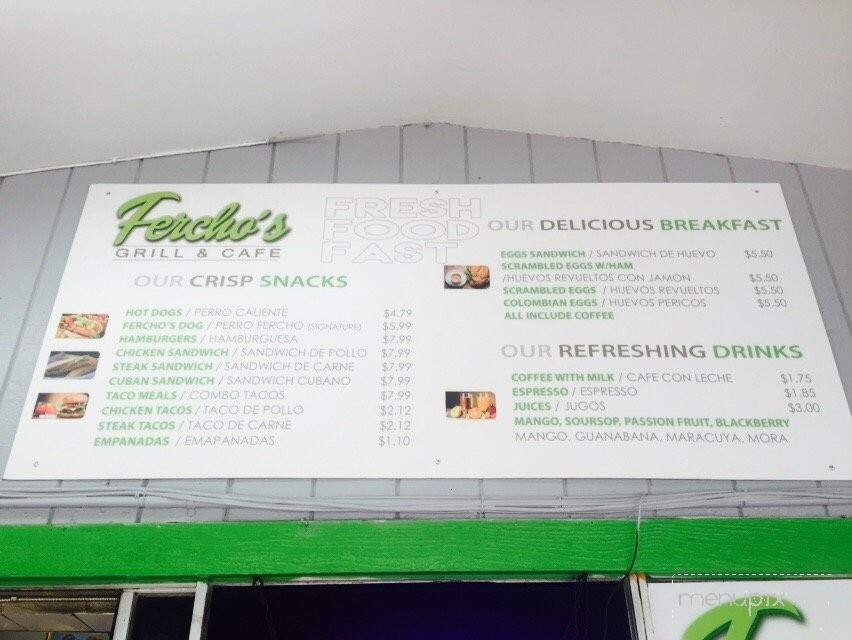 Fercho's
GRILL & CAFE
FRESH
FOOD
FAST
OUR CRISP SNACKS
HOT DOGS / PERRO CALIENTE $4.79
FERCHO'S DOG / PERRO FERCHO (SIGNATURE) $5.99
HAMBURGERS / HAMBURGUESA $7.99
CHICKEN SANDWICH / SANDWICH DE POLLO $7.99
STEAK SANDWICH / SANDWICH DE CARNE $7.99
CUBAN SANDWICH / SANDWICH CUBANO $7.99
TACO MEALS / COMBO TACOS $7.99
CHICKEN TACOS / TACO DE POLLO $2.12
STEAK TACOS / TACO DE CARNE $2.12
EMPANADAS / EMAPANADAS $1.10
OUR DELICIOUS BREAKFAST
EGGS SANDWICH / SANDWICH DE HUEVO $5.50
SCRAMBLED EGGS W/HAM
/HUEVOS REVUELTOS CON JAMON $5.50
SCRAMBLED EGGS / HUEVOS REVUELTOS $5.50
COLOMBIAN EGGS / HUEVOS PERICOS $5.50
ALL INCLUDE COFFEE
OUR REFRESHING DRINKS
COFFEE WITH MILK / CAFE CON LECHE $1.75
ESPRESSO / ESPRESSO $1.85
JUICES / JUGOS $3.00
MANGO, SOURSOP, PASSION FRUIT, BLACKBERRY
MANGO, GUANABANA, MARACUYA, MORA
menupix